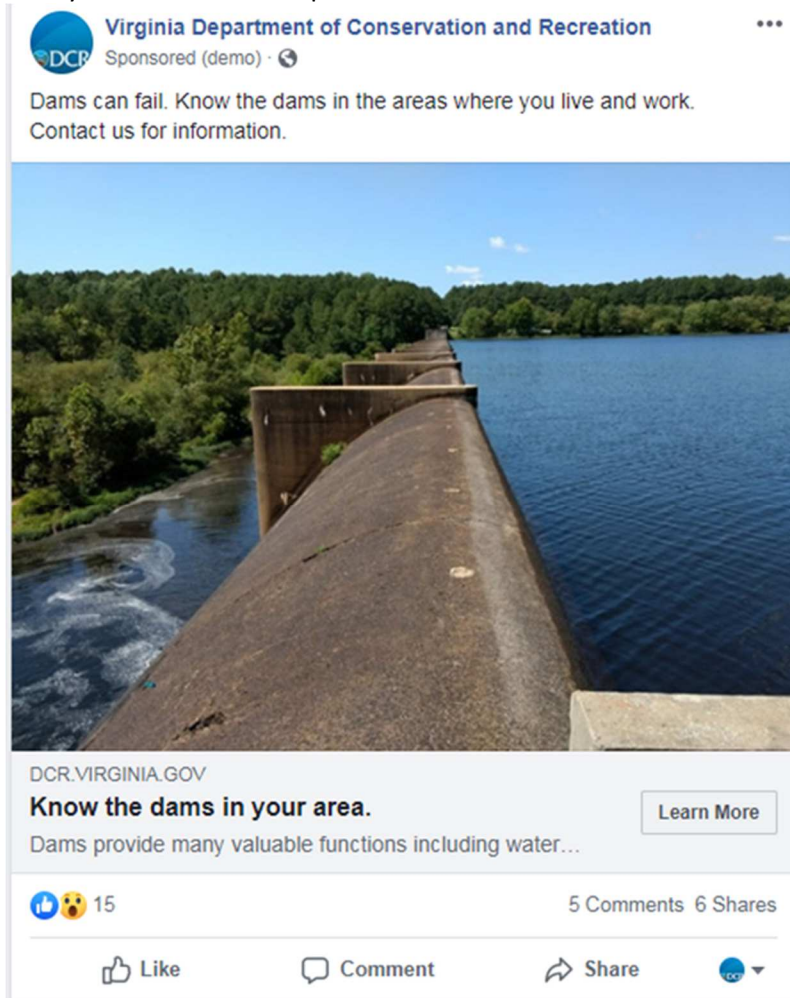 Virginia Department of Conservation and Recreation
DCR
Sponsored (demo) ·
Dams can fail. Know the dams in the areas where you live and work.
Contact us for information.
DCR.VIRGINIA.GOV
Know the dams in your area.
Learn More
Dams provide many valuable functions including water...
15
5 Comments 6 Shares
Like
Comment
Share
DCR